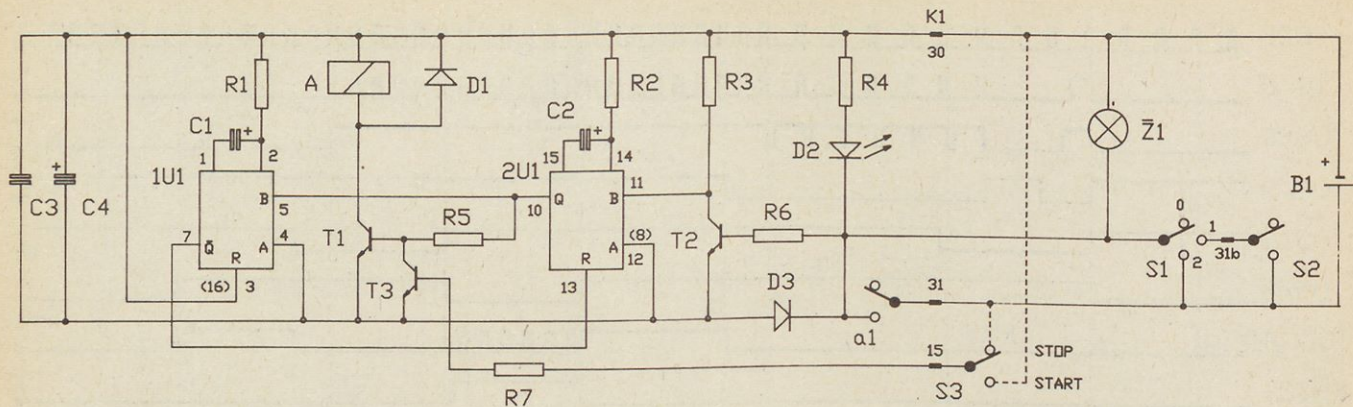 K1
30
R1
A
D1
R2
R3
R4
C1
+
1
2
C2
+
15
14
D2
Z̄1
1U1
2U1
11
+
B1
C3
+
C4
B
5
Q
10
B
7
Q̄
A
4
R5
T1
T2
R6
(8)
A
12
0
1
31b
S1
2
S2
R
(16)
3
T3
R
13
D3
31
a1
15
STOP
R7
S3
START